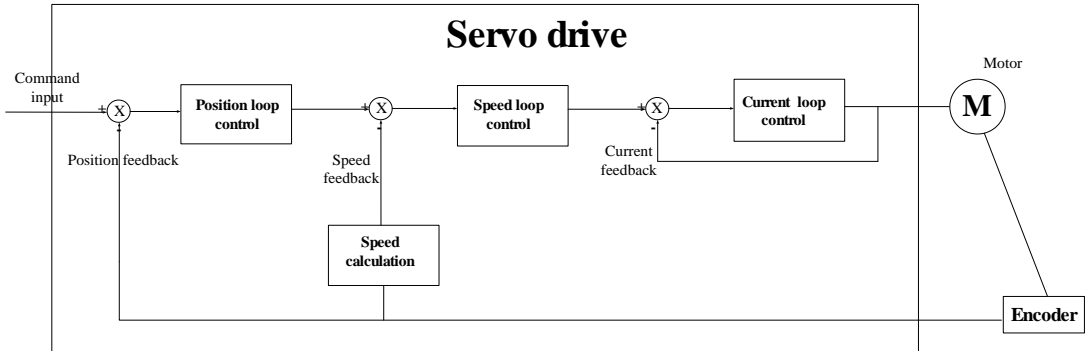 Servo drive
Command
input
+
X
-
Position feedback
Position loop
control
+
X
-
Speed
feedback
Speed
calculation
Speed loop
control
+
X
-
Current
feedback
Current loop
control
Motor
M
Encoder